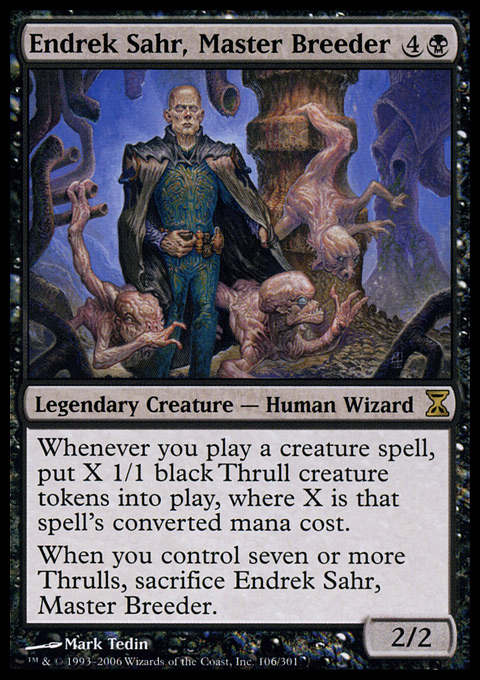 Endrek Sahr, Master Breeder 4
Legendary Creature — Human Wizard
Whenever you play a creature spell,
put X 1/1 black Thrull creature
tokens into play, where X is that
spell's converted mana cost.
When you control seven or more
Thrulls, sacrifice Endrek Sahr,
Master Breeder.
Mark Tedin
2/2
™ & © 1993–2006 Wizards of the Coast, Inc. 106/301